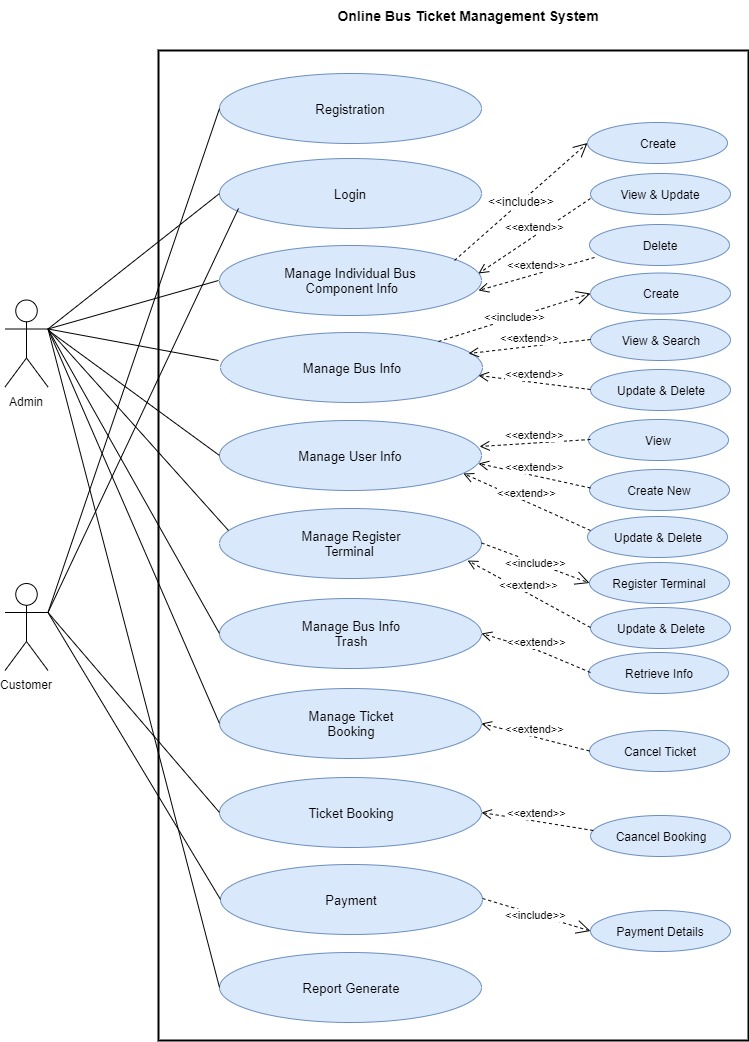 Online Bus Ticket Management System
Registration
Create
Login
View & Update
<<include>>
<<extend>>
Delete
Manage Individual Bus
Component Info
<<extend>>
Create
<<include>>
Manage Bus Info
<<extend>>
View & Search
<<extend>>
Update & Delete
Admin
Manage User Info
<<extend>>
View
<<extend>>
Create New
<<extend>>
Update & Delete
Manage Register
Terminal
<<include>>
Register Terminal
<<extend>>
Update & Delete
Manage Bus Info
Trash
<<extend>>
Retrieve Info
Customer
Manage Ticket
Booking
<<extend>>
Cancel Ticket
Ticket Booking
<<extend>>
Caancel Booking
Payment
<<include>>
Payment Details
Report Generate